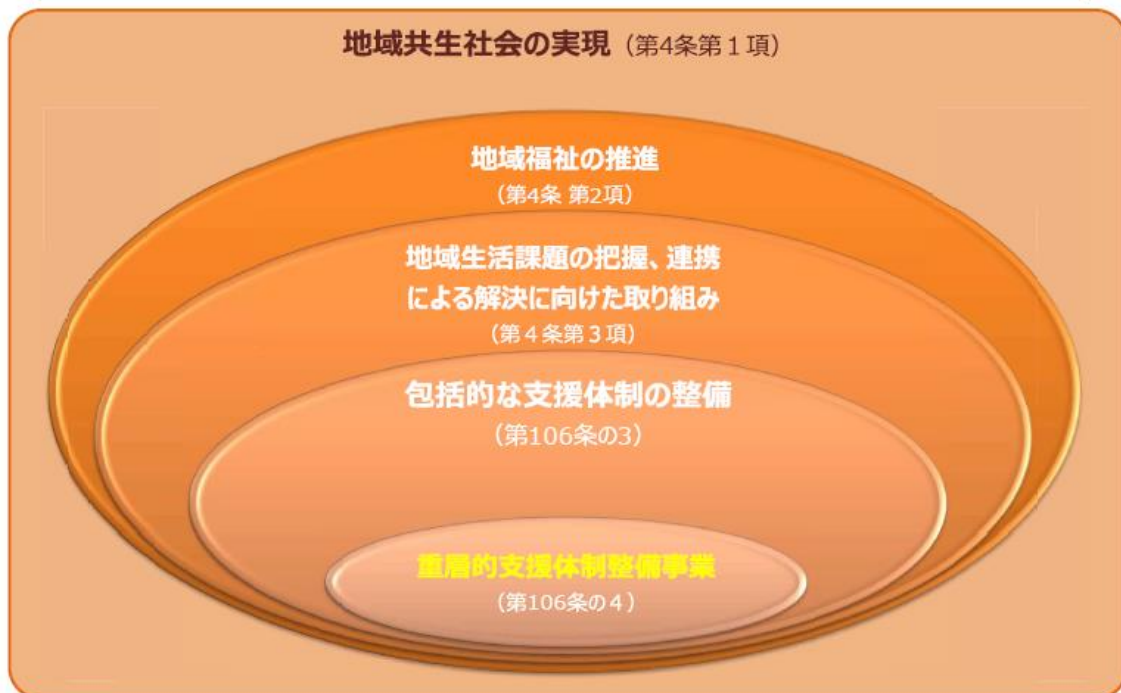 地域共生社会の実現（第4条第１項）
地域福祉の推進
（第4条 第2項）
地域生活課題の把握、連携
による解決に向けた取り組み
（第４条第３項）
包括的な支援体制の整備
（第106条の3）
重層的支援体制整備事業
（第106条の４）